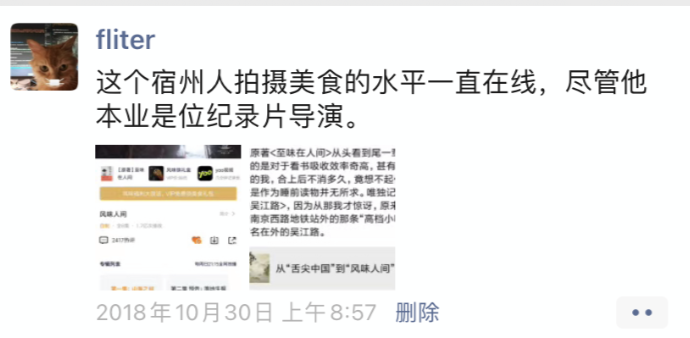 fliter
这个宿州人拍摄美食的水平一直在线，尽管他
本业是位纪录片导演。
原著<至味在人间>从头看到尾一
的是对于看书吸收效率奇高，甚
的我，合上后不消多久，竟想不起
是作为睡前读物并无所求。唯独记
吴江路>，因为从那我才惊讶，原
南京西路地铁站外的那条“高档小
名在外的吴江路。
风味人间
从“舌尖中国”到“风味人间”
2018年10月30日 上午8:57 删除